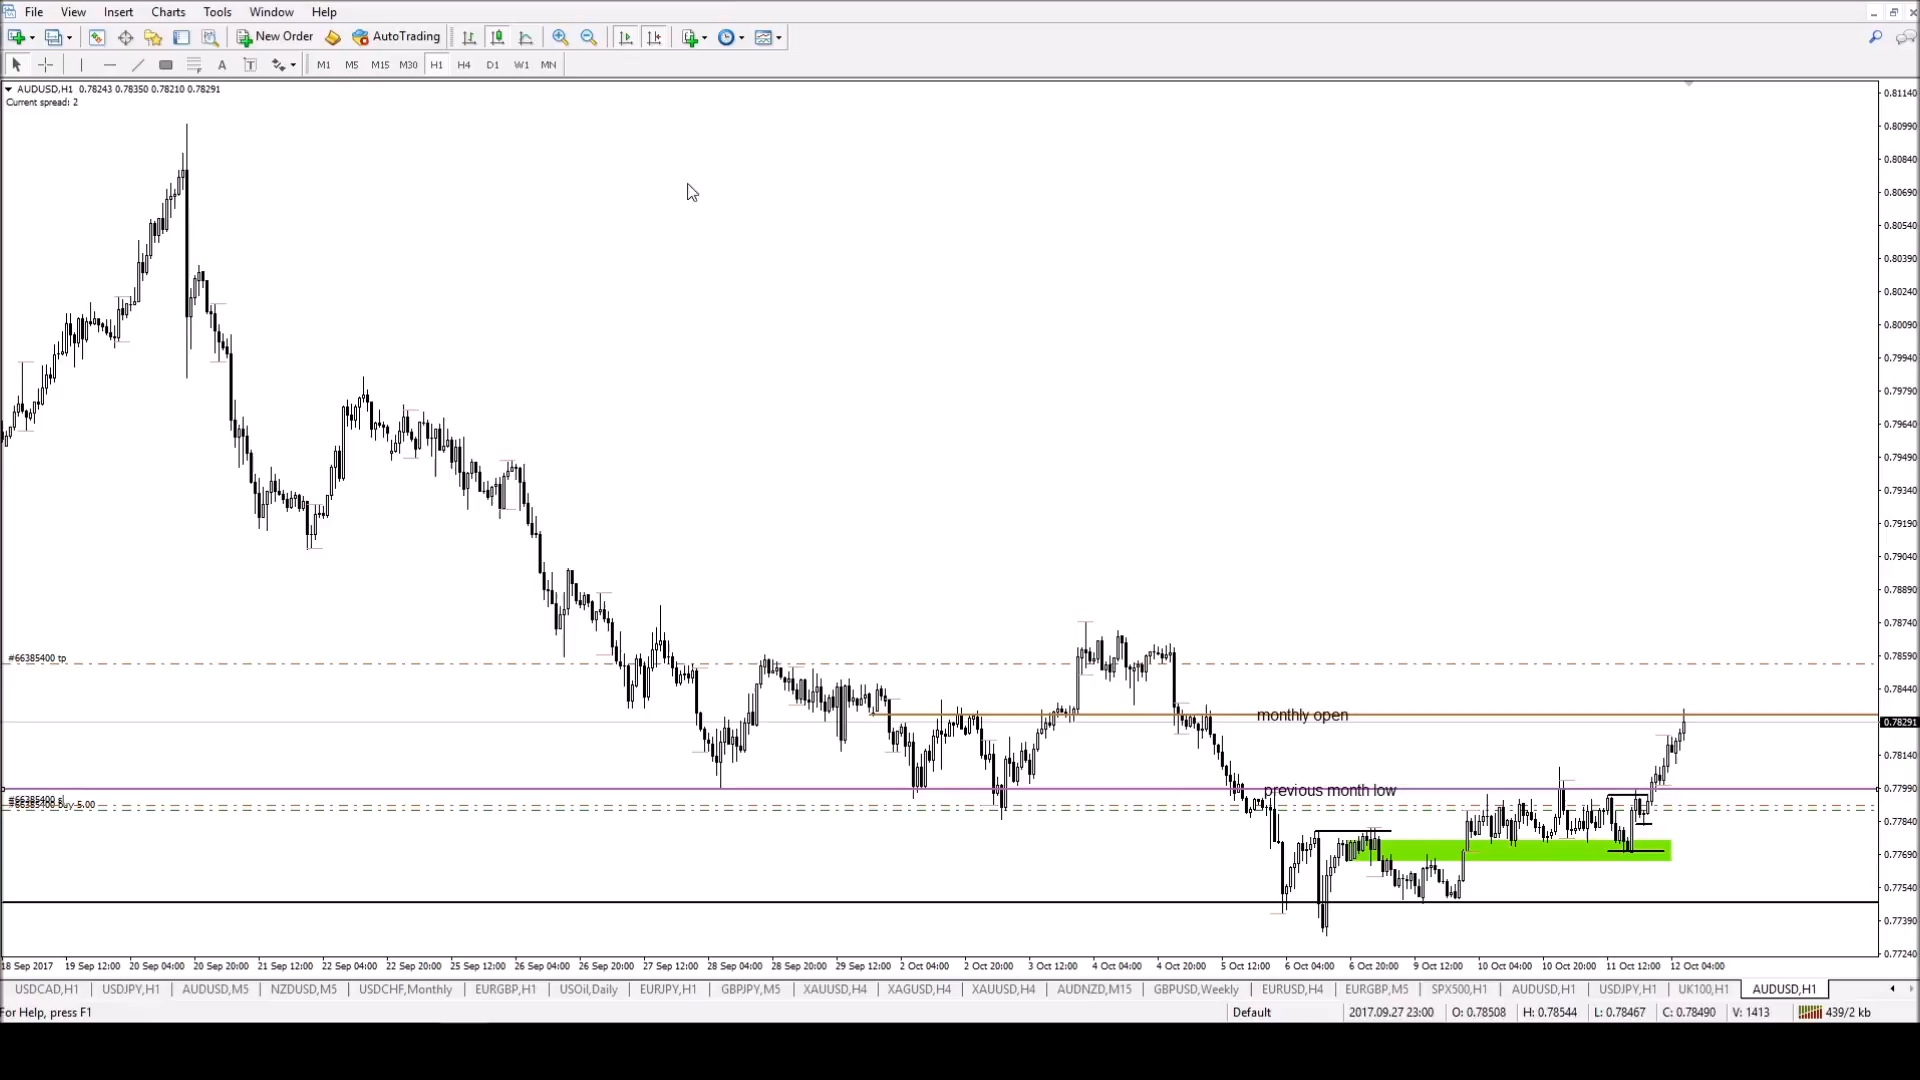 File View Insert Charts Tools Window Help
New Order AutoTrading
A T M1 M5 M15 M30 H1 H4 D1 W1 MN
AUDUSD,H1 0.78243 0.78350 0.78210 0.78291
Current spread: 2
0.81140
0.80990
0.80840
0.80690
0.80540
0.80390
0.80240
0.80090
0.79940
0.79790
0.79640
0.79490
0.79340
0.79190
0.79040
0.78890
0.78740
#66385400 tp
0.78590
0.78440
monthly open
0.78291
0.78140
previous month low
0.77990
#66385400 sl
#66385400 buy 5.00
0.77840
0.77690
0.77540
0.77390
0.77240
18 Sep 2017 19 Sep 12:00 20 Sep 04:00 20 Sep 20:00 21 Sep 12:00 22 Sep 04:00 22 Sep 20:00 25 Sep 12:00 26 Sep 04:00 26 Sep 20:00 27 Sep 12:00 28 Sep 04:00 28 Sep 20:00 29 Sep 12:00 2 Oct 04:00 2 Oct 20:00 3 Oct 12:00 4 Oct 04:00 4 Oct 20:00 5 Oct 12:00 6 Oct 04:00 6 Oct 20:00 9 Oct 12:00 10 Oct 04:00 10 Oct 20:00 11 Oct 12:00 12 Oct 04:00
USDCAD,H1 USDJPY,H1 AUDUSD,M5 NZDUSD,M5 USDCHF,Monthly EURGBP,H1 USOil,Daily EURJPY,H1 GBPJPY,M5 XAUUSD,H4 XAGUSD,H4 XAUUSD,H4 AUDNZD,M15 GBPUSD,Weekly EURUSD,H4 EURGBP,M5 SPX500,H1 AUDUSD,H1 USDJPY,H1 UK100,H1 AUDUSD,H1
For Help, press F1 Default 2017.09.27 23:00 O: 0.78508 H: 0.78544 L: 0.78467 C: 0.78490 V: 1413 439/2 kb